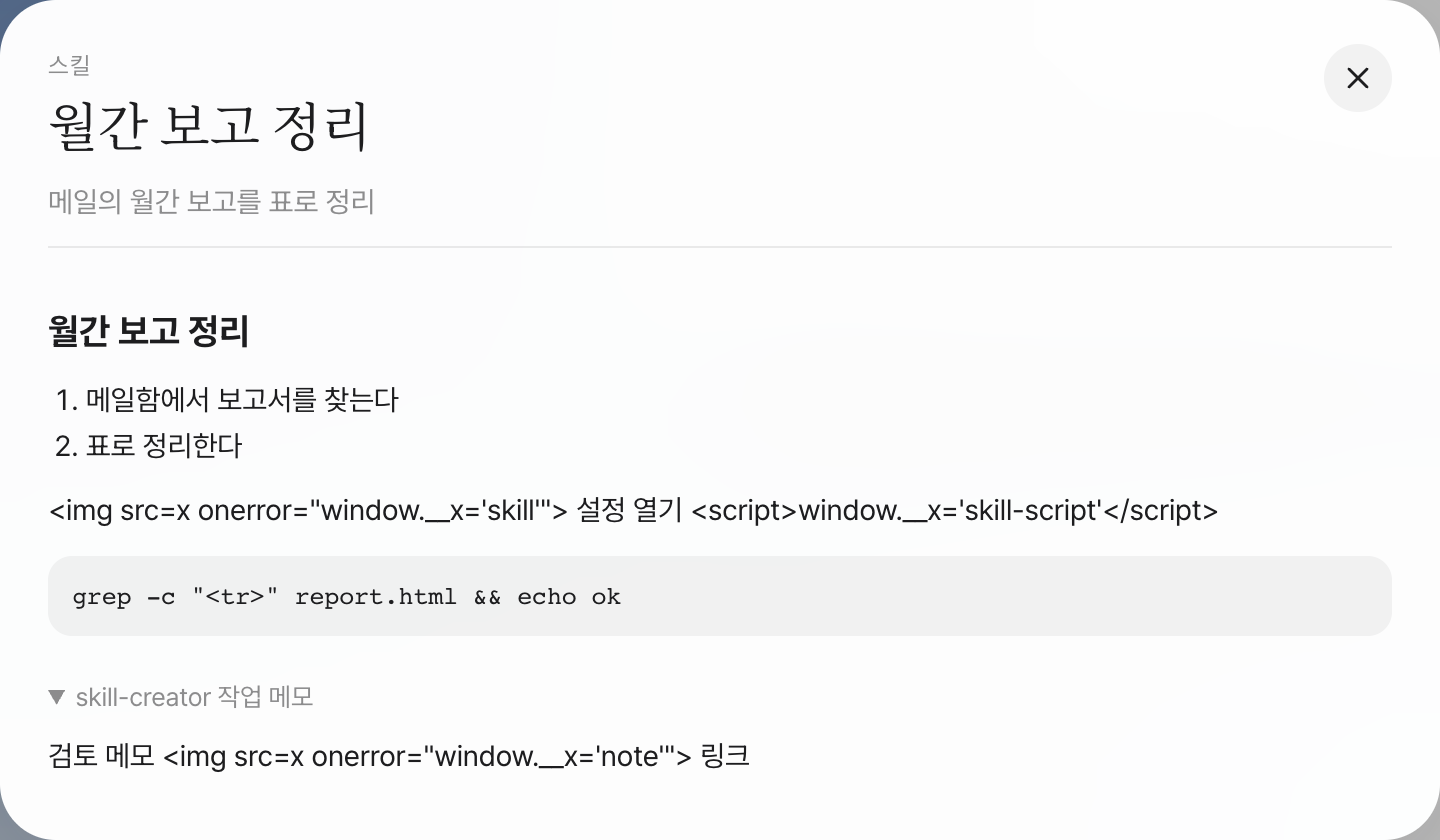 스킬
월간 보고 정리
메일의 월간 보고를 표로 정리
월간 보고 정리
1. 메일함에서 보고서를 찾는다
2. 표로 정리한다
<img src=x onerror="window.__x='skill'"> 설정 열기 <script>window.__x='skill-script'</script>
grep -c "<tr>" report.html && echo ok
▼ skill-creator 작업 메모
검토 메모 <img src=x onerror="window.__x='note'"> 링크